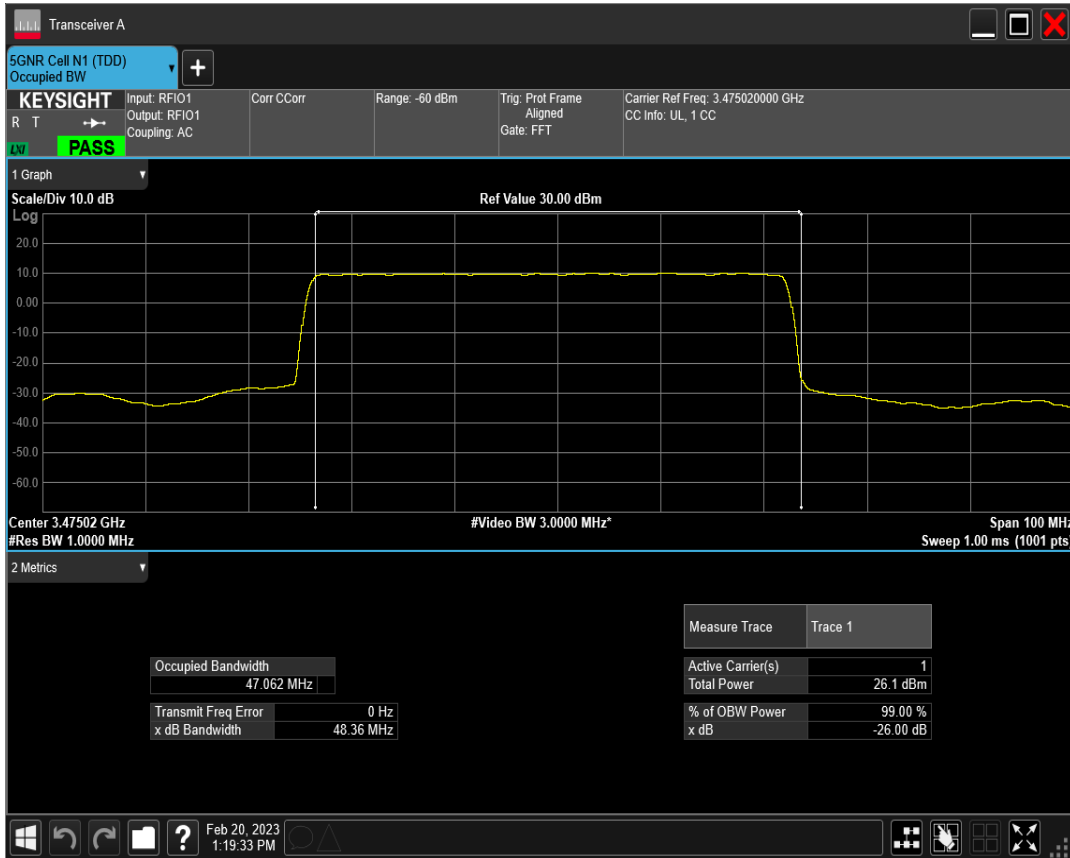 Transceiver A
5GNR Cell N1 (TDD)
Occupied BW
+
KEYSIGHT
R T
LXI
PASS
Input: RFIO1
Output: RFIO1
Coupling: AC
Corr CCorr
Range: -60 dBm
Trig: Prot Frame
Aligned
Gate: FFT
Carrier Ref Freq: 3.475020000 GHz
CC Info: UL, 1 CC
1 Graph
Scale/Div 10.0 dB
Ref Value 30.00 dBm
Log
20.0
10.0
0.00
-10.0
-20.0
-30.0
-40.0
-50.0
-60.0
Center 3.47502 GHz
#Video BW 3.0000 MHz*
Span 100 MHz
#Res BW 1.0000 MHz
Sweep 1.00 ms (1001 pts)
2 Metrics
Measure Trace Trace 1
Occupied Bandwidth
47.062 MHz
Active Carrier(s) 1
Total Power 26.1 dBm
Transmit Freq Error 0 Hz
x dB Bandwidth 48.36 MHz
% of OBW Power 99.00 %
x dB -26.00 dB
?
Feb 20, 2023
1:19:33 PM